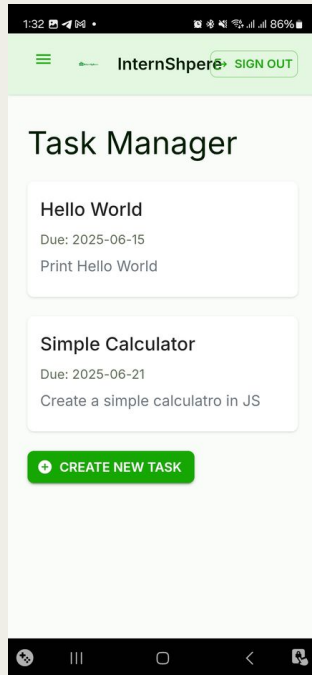 1:32 86%
InternShpere SIGN OUT
Task Manager
Hello World
Due: 2025-06-15
Print Hello World
Simple Calculator
Due: 2025-06-21
Create a simple calculatro in JS
CREATE NEW TASK